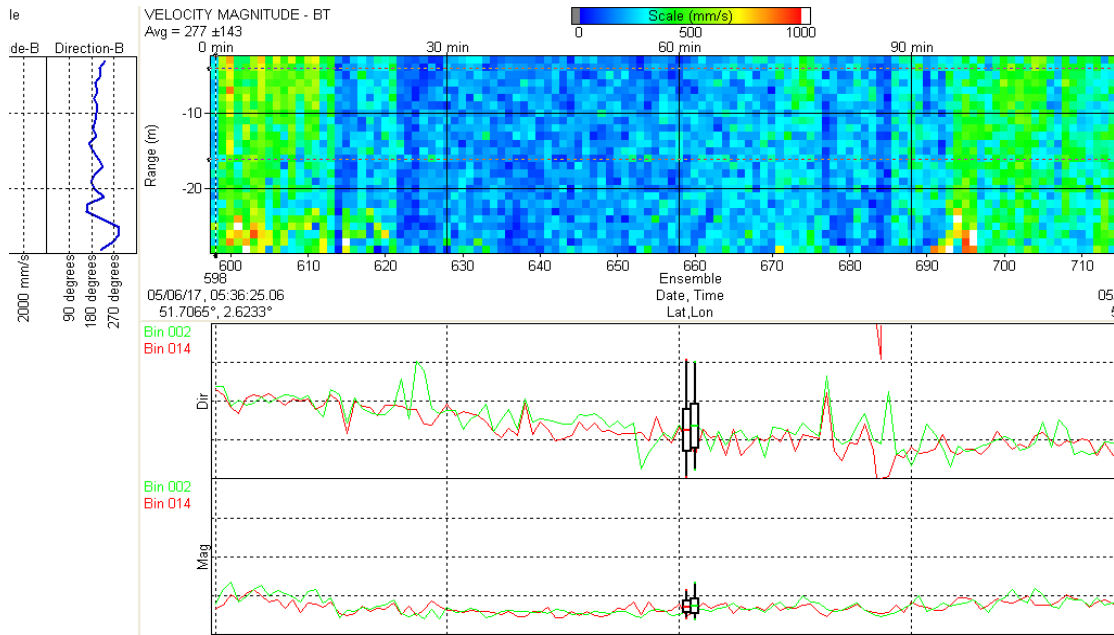 le
VELOCITY MAGNITUDE - BT
Scale (mm/s)
0 500 1000
Avg = 277 ±143
de-B Direction-B
0 min 30 min 60 min 90 min
Range (m)
-10
-20
2000 mm/s
90 degrees
180 degrees
270 degrees
600 610 620 630 640 650 660 670 680 690 700 710
598
Ensemble
05/06/17, 05:36:25.06
Date, Time
05
51.7065°, 2.6233°
Lat,Lon
5
Bin 002
Bin 014
Dir
Bin 002
Bin 014
Mag